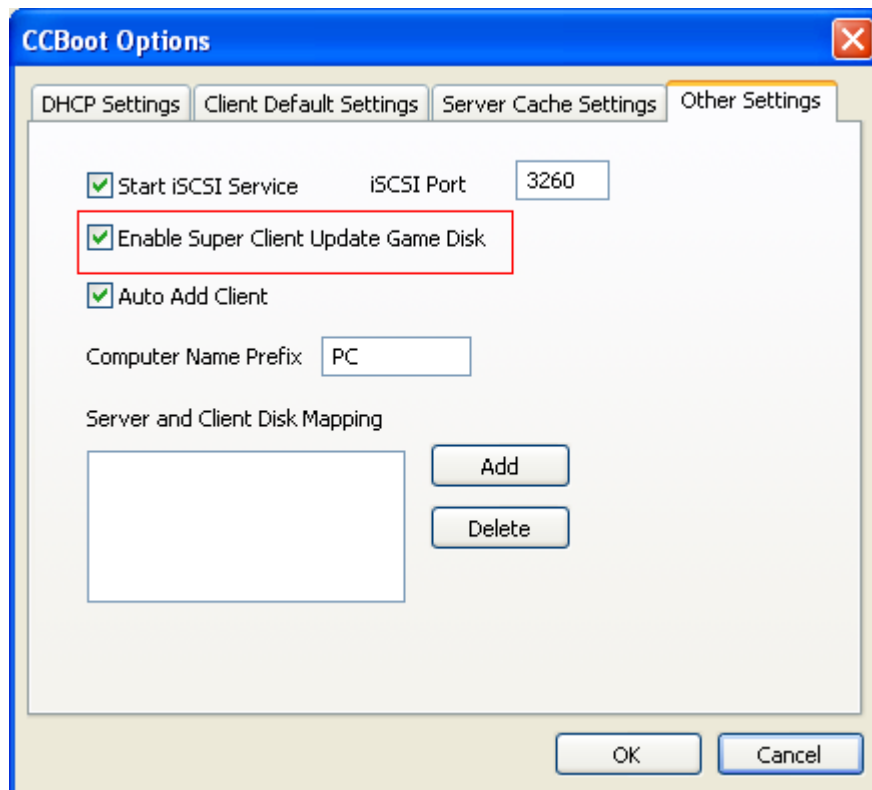 CCBoot Options
DHCP Settings Client Default Settings Server Cache Settings Other Settings
Start iSCSI Service iSCSI Port 3260
Enable Super Client Update Game Disk
Auto Add Client
Computer Name Prefix PC
Server and Client Disk Mapping
Add
Delete
OK Cancel